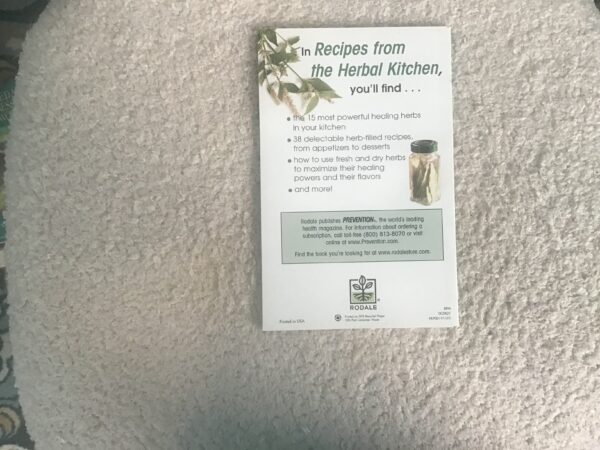 In Recipes from
the Herbal Kitchen,
you'll find . . .
• the 15 most powerful healing herbs
in your kitchen
• 38 delectable herb-filled recipes,
from appetizers to desserts
• how to use fresh and dry herbs
to maximize their healing
powers and their flavors
• and more!
Rodale publishes PREVENTION®, the world's leading
health magazine. For information about ordering a
subscription, call toll-free (800) 813-8070 or visit
online at www.Prevention.com.
Find the book you're looking for at www.rodalestore.com.
RODALE®
Printed in USA